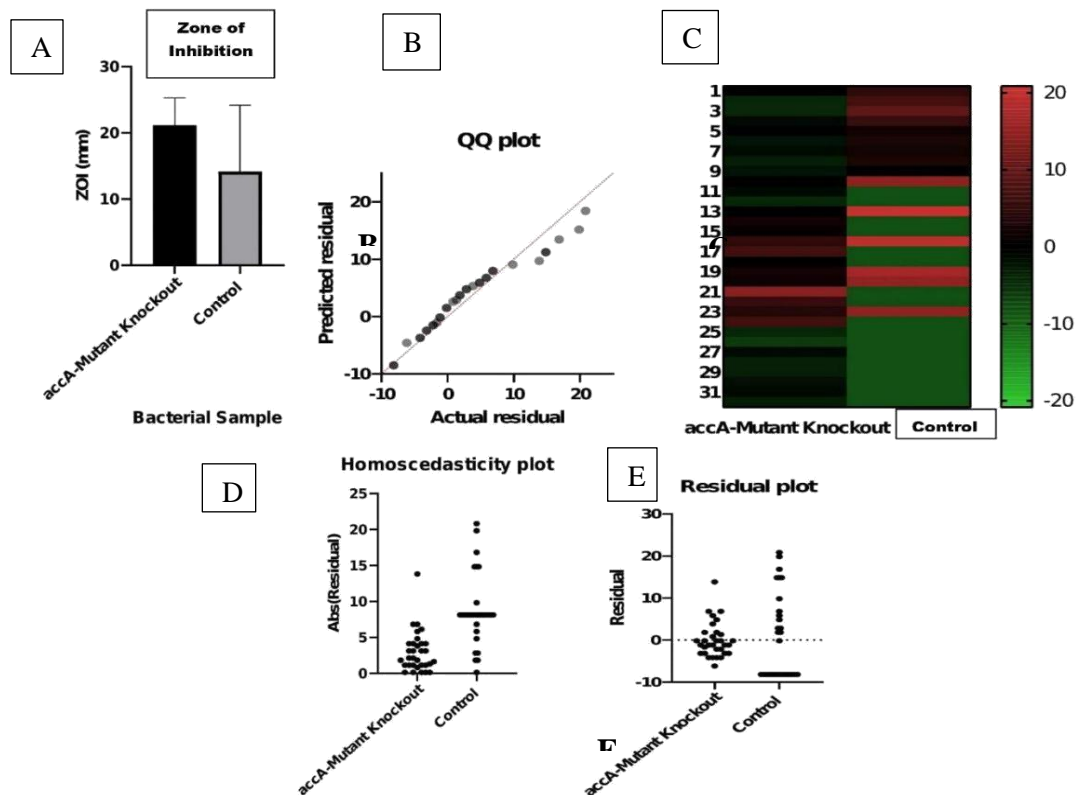 A
Zone of
Inhibition
30
20
10
0
ZOI (mm)
accA-Mutant Knockout
Control
Bacterial Sample
B
QQ plot
20
10
0
-10
Predicted residual
-10
0
10
20
Actual residual
C
1
3
5
7
9
11
13
15
17
19
21
23
25
27
29
31
accA-Mutant Knockout
Control
20
10
0
-10
-20
D
Homoscedasticity plot
25
20
15
10
5
0
Abs(Residual)
accA-Mutant Knockout
Control
E
Residual plot
30
20
10
0
-10
Residual
accA-Mutant Knockout
Control